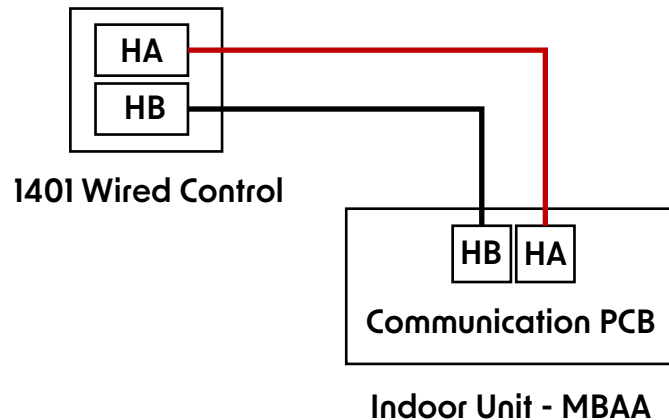 HA
HB
1401 Wired Control
HB HA
Communication PCB
Indoor Unit - MBAA